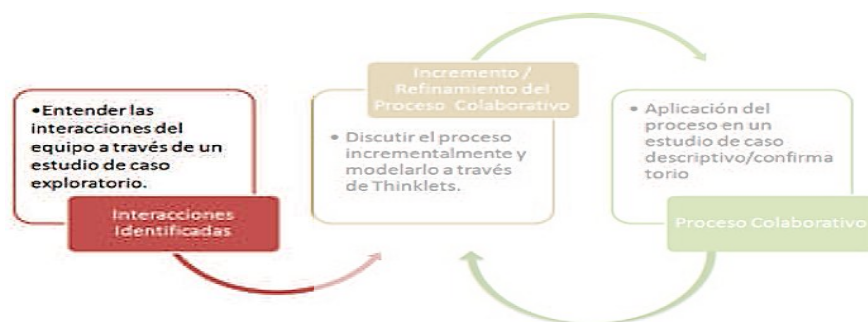 •Entender las
interacciones del
equipo a través de un
estudio de caso
exploratorio.
Interacciones
Identificadas
Incremento /
Refinamiento del
Proceso Colaborativo
• Discutir el proceso
incrementalmente y
modelarlo a través
de Thinklets.
• Aplicación del
proceso en un
estudio de caso
descriptivo/confirma
torio
Proceso Colaborativo